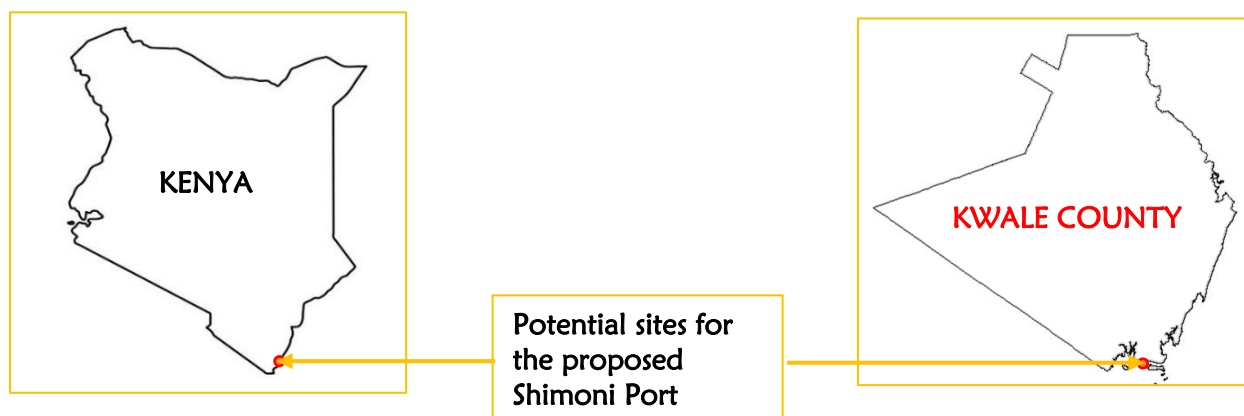 KENYA
KWALE COUNTY
Potential sites for
the proposed
Shimoni Port